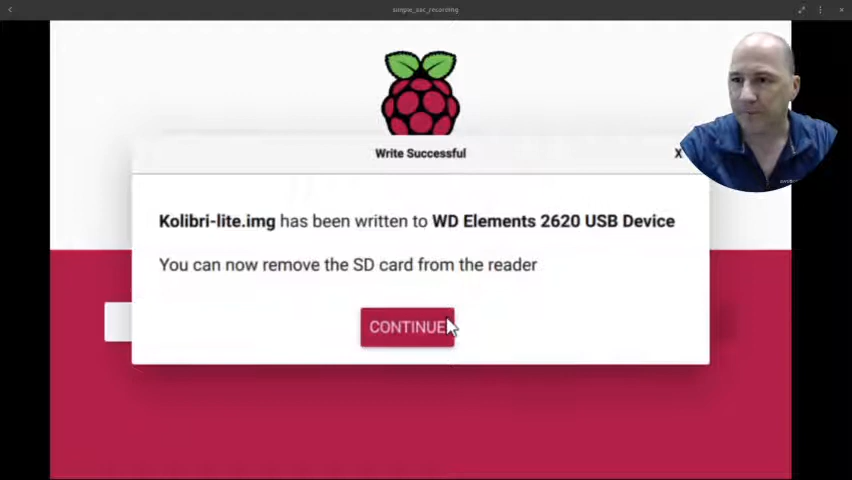 simple_ssc_recording
Write Successful
X
Kolibri-lite.img has been written to WD Elements 2620 USB Device
You can now remove the SD card from the reader
CONTINUE